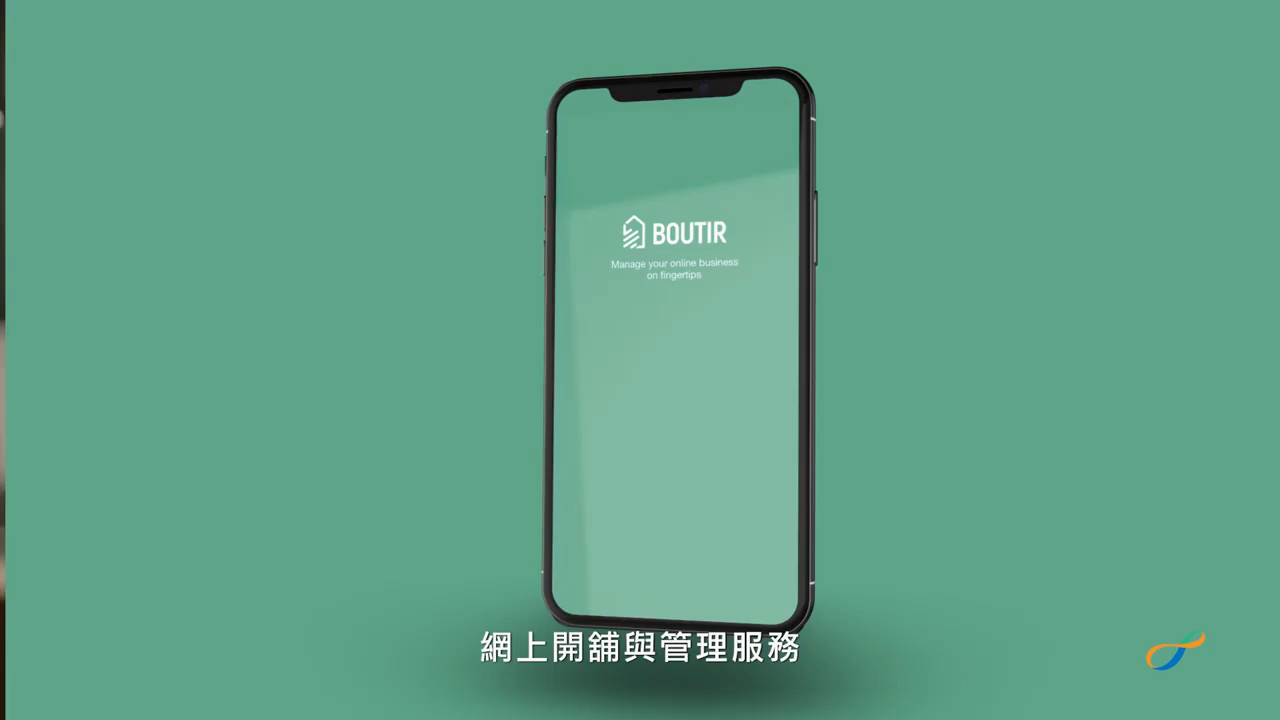 BOUTIR
Manage your online business
on fingertips
網上開舖與管理服務